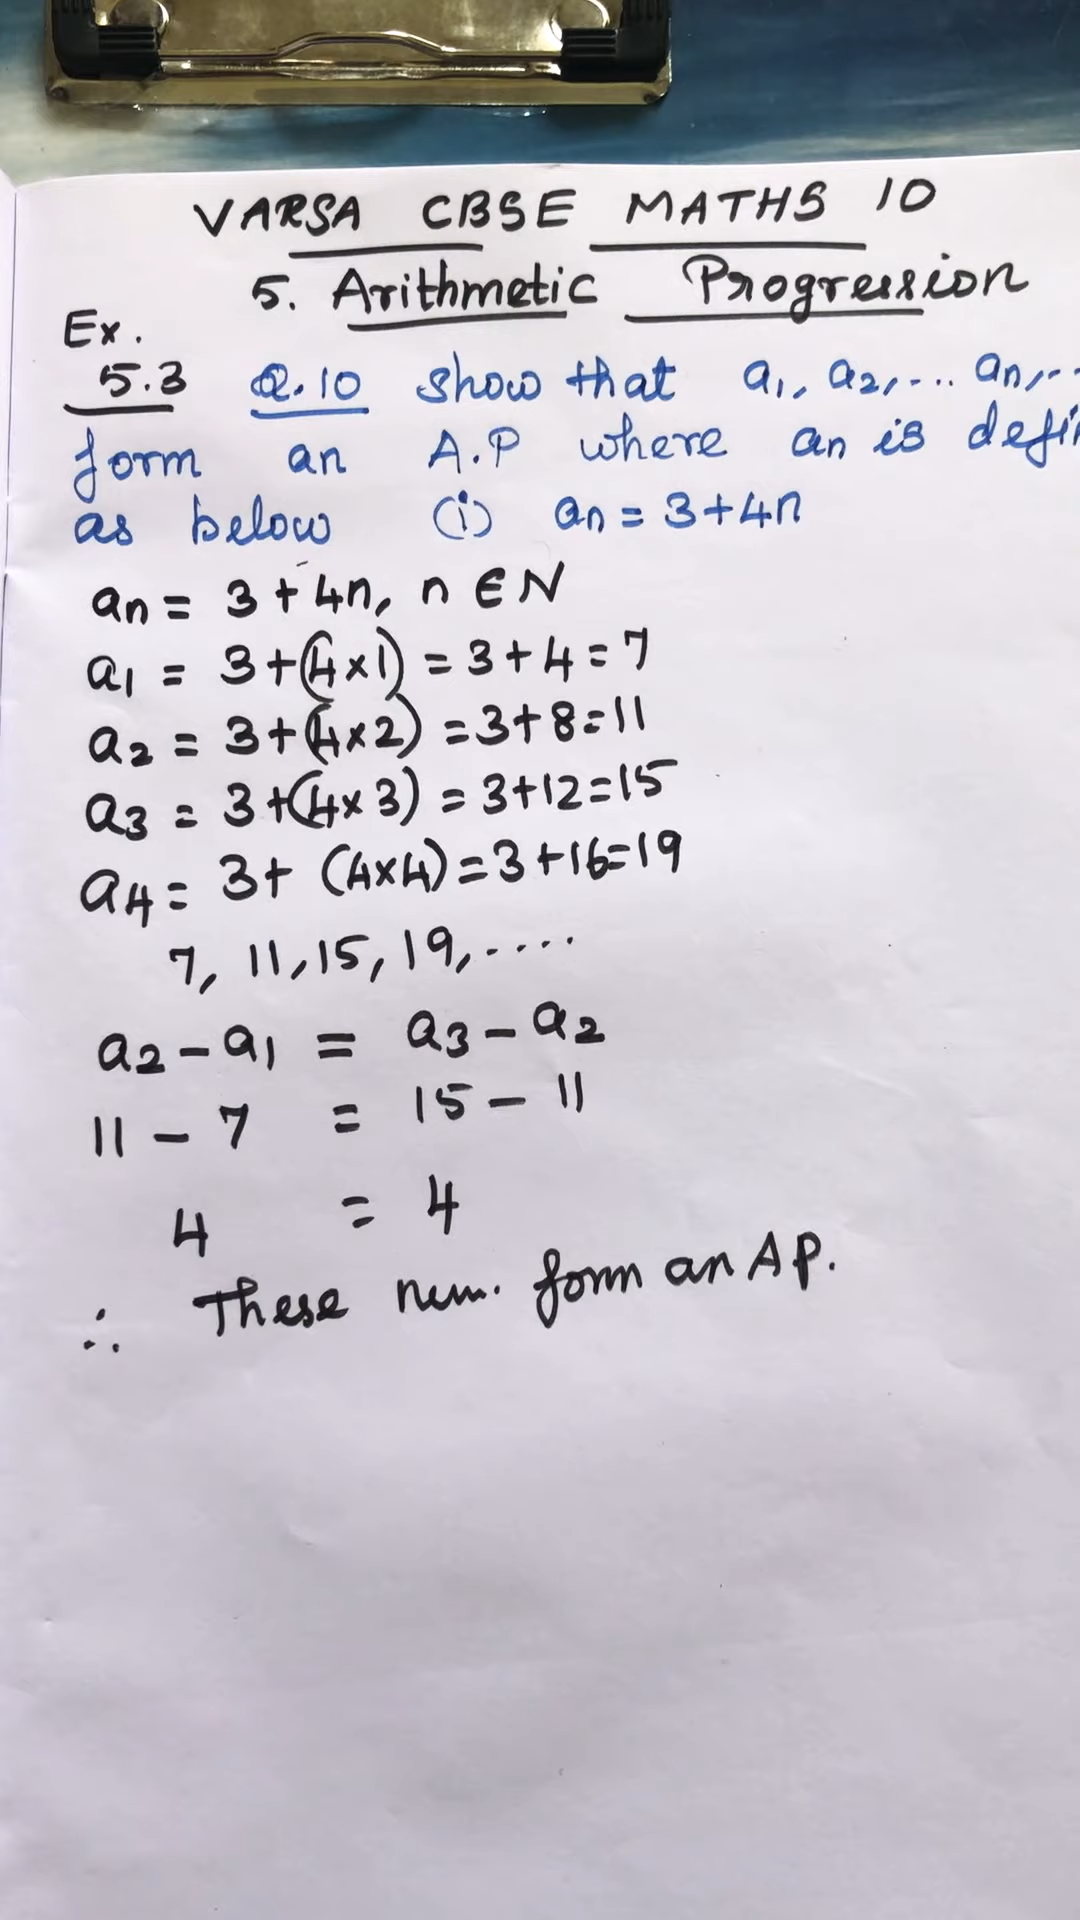 VARSA CBSE MATHS 10
5. Arithmetic Progression
Ex.
5.3 Q.10 show that a1, a2,... an,..
form an A.P where an is defi
as below (i) an = 3+4n
an = 3+4n, n ∈ N
a1 = 3+(4×1) = 3+4=7
a2 = 3+(4×2) =3+8=11
a3 = 3+(4×3) = 3+12=15
a4= 3+ (4×4)=3+16=19
7, 11, 15, 19, ....
a2-a1 = a3-a2
11-7 = 15-11
4 = 4
∴ These num. form an AP.